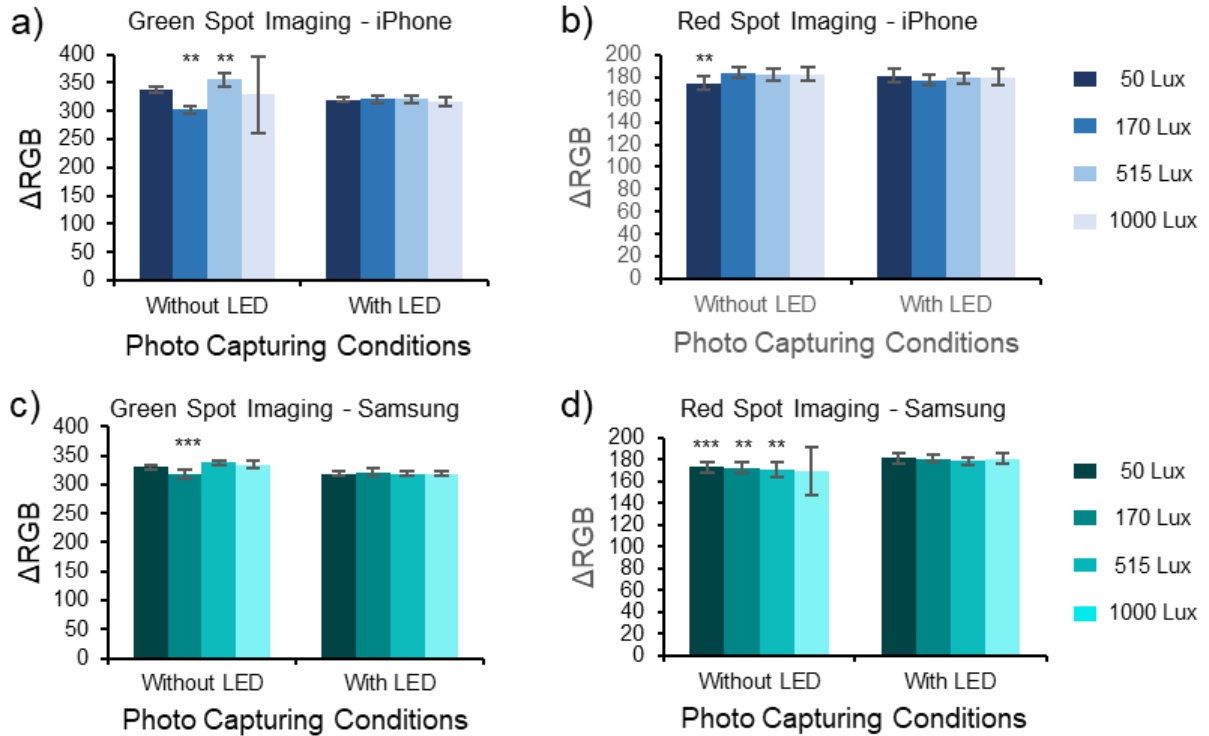 a)
Green Spot Imaging - iPhone
400
350
300
250
200
150
100
50
0
ΔRGB
** **
Without LED With LED
Photo Capturing Conditions
b)
Red Spot Imaging - iPhone
200
180
160
140
120
100
80
60
40
20
0
ΔRGB
**
Without LED With LED
Photo Capturing Conditions
50 Lux
170 Lux
515 Lux
1000 Lux
c)
Green Spot Imaging - Samsung
400
350
300
250
200
150
100
50
0
ΔRGB
***
Without LED With LED
Photo Capturing Conditions
d)
Red Spot Imaging - Samsung
200
180
160
140
120
100
80
60
40
20
0
ΔRGB
*** ** **
Without LED With LED
Photo Capturing Conditions
50 Lux
170 Lux
515 Lux
1000 Lux